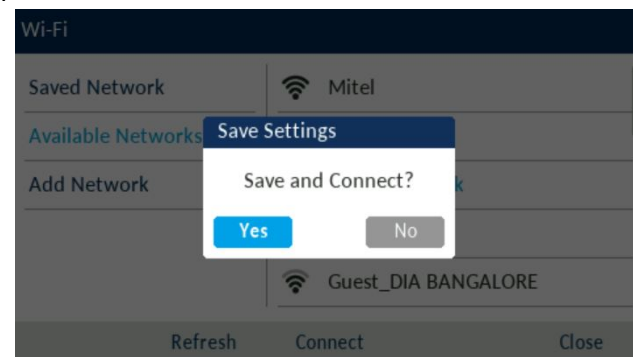 Wi-Fi
Saved Network
Mitel
Available Networks
Save Settings
Add Network
Save and Connect?
k
Yes
No
Guest_DIA BANGALORE
Refresh
Connect
Close